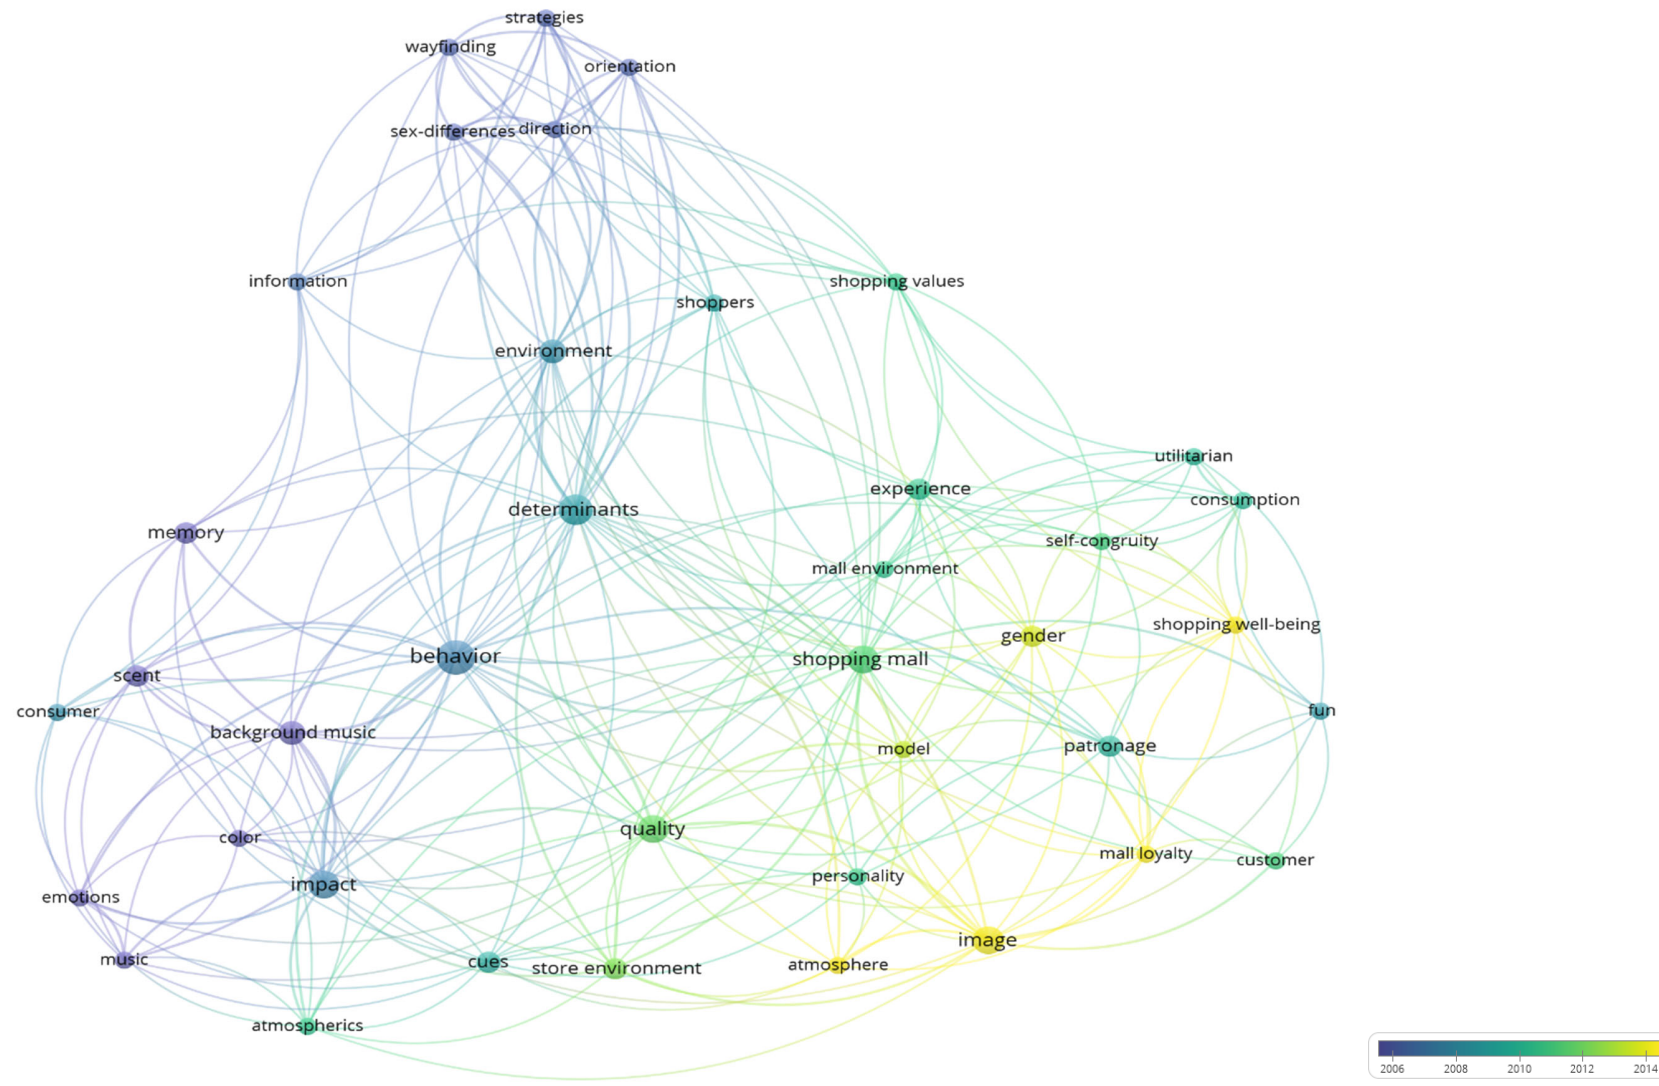 strategies
wayfinding
orientation
sex-differences direction
information
shopping values
shoppers
environment
utilitarian
experience
consumption
determinants
memory
self-congruity
mall environment
shopping well-being
gender
behavior
shopping mall
scent
consumer
fun
background music
model
patronage
quality
color
mall loyalty
customer
personality
impact
emotions
image
music
cues
store environment
atmosphere
atmospherics
2006 2008 2010 2012 2014